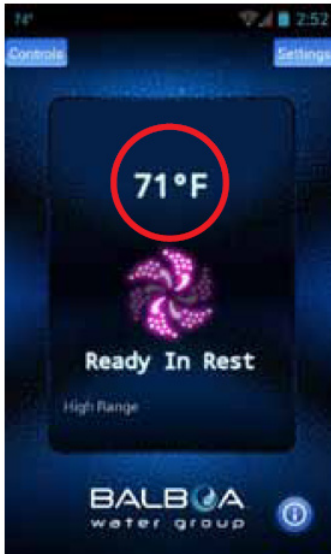 74° 2:52
Controls Settings
71°F
Ready In Rest
High Range
BALBOA
water group